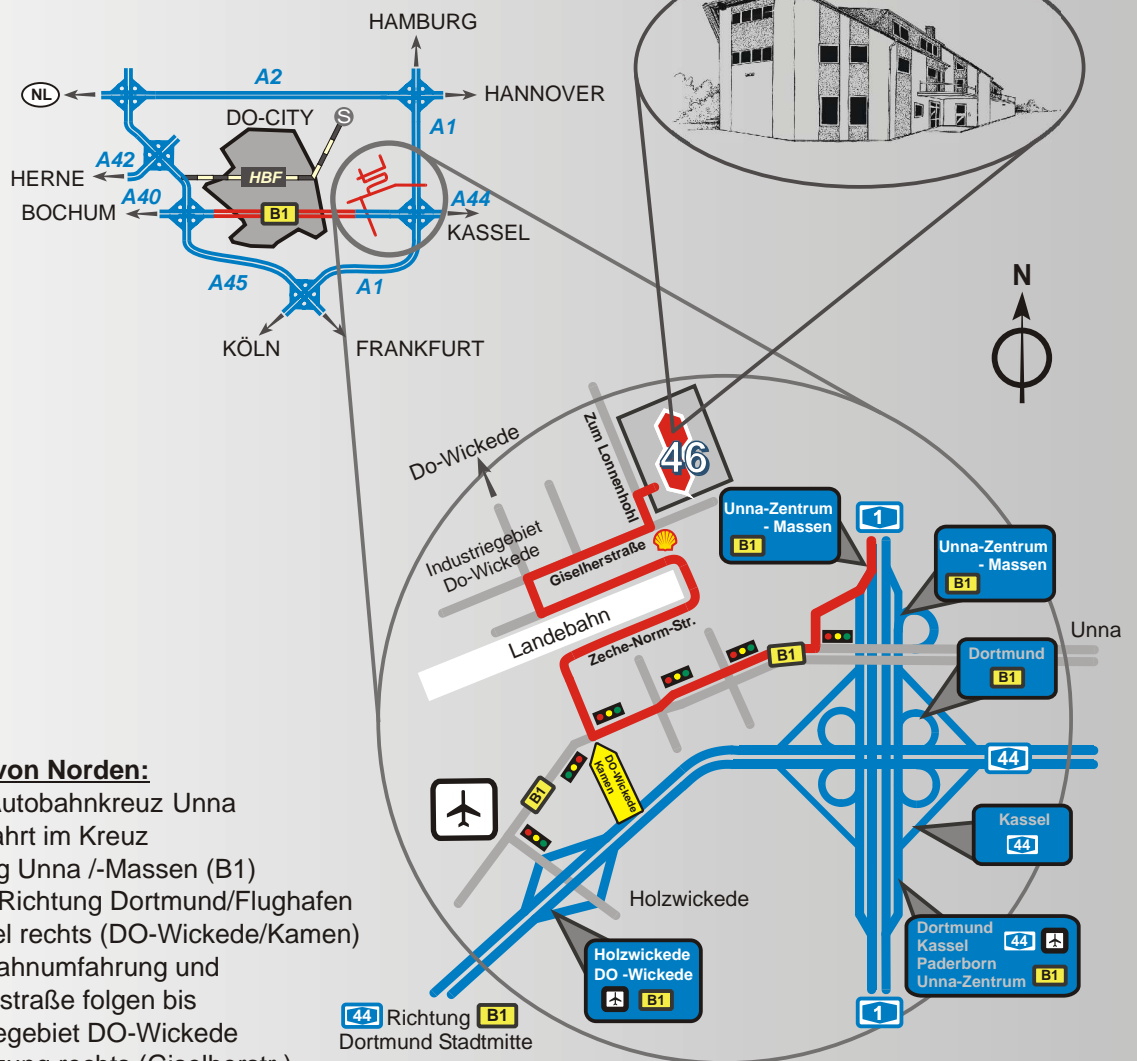 HAMBURG
A2
NL
HANNOVER
DO-CITY
S
A1
A42
HBF
HERNE
A40
A44
BOCHUM
B1
KASSEL
A45
A1
KÖLN
FRANKFURT
N
Do-Wickede
Zum Lonnenhohl
46
Industriegebiet
Do-Wickede
Giselherstraße
Landebahn
Zeche-Norm-Str.
Unna-Zentrum
- Massen
B1
1
Unna-Zentrum
- Massen
B1
Unna
B1
Dortmund
B1
44
DO-Wickede
Kamen
B1
Kassel
44
Holzwickede
Holzwickede
DO -Wickede
B1
Dortmund
Kassel
44
Paderborn
Unna-Zentrum
B1
1
44 Richtung B1
Dortmund Stadtmitte
von Norden:
Autobahnkreuz Unna
ahrt im Kreuz
g Unna /-Massen (B1)
Richtung Dortmund/Flughafen
el rechts (DO-Wickede/Kamen)
ahnumfahrung und
straße folgen bis
egebiet DO-Wickede